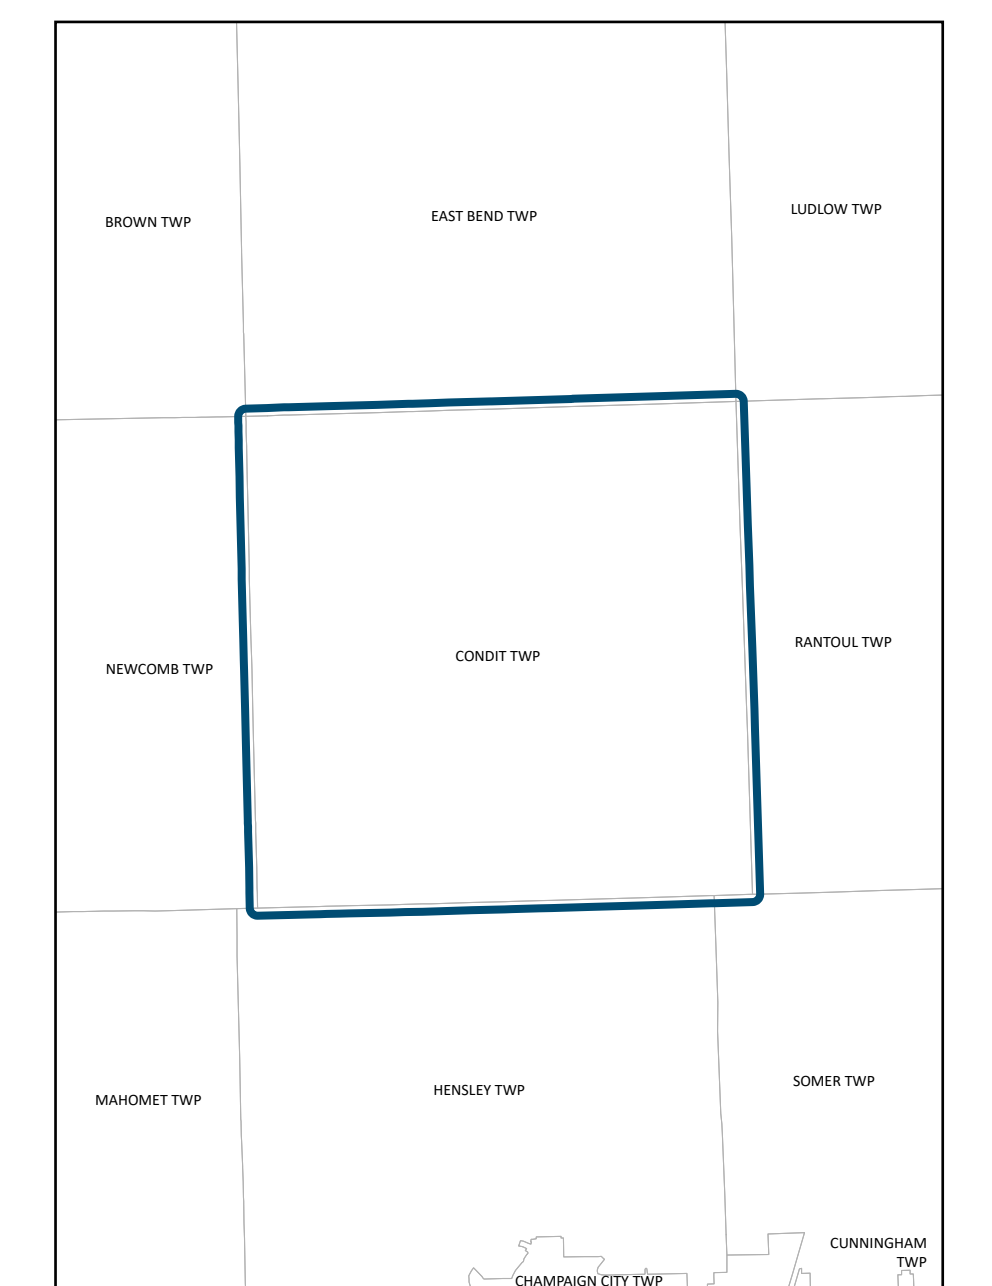 BROWN TWP
EAST BEND TWP
LUDLOW TWP
NEWCOMB TWP
CONDIT TWP
RANTOUL TWP
MAHOMET TWP
HENSLEY TWP
SOMER TWP
CUNNINGHAM
TWP
CHAMPAIGN CITY TWP